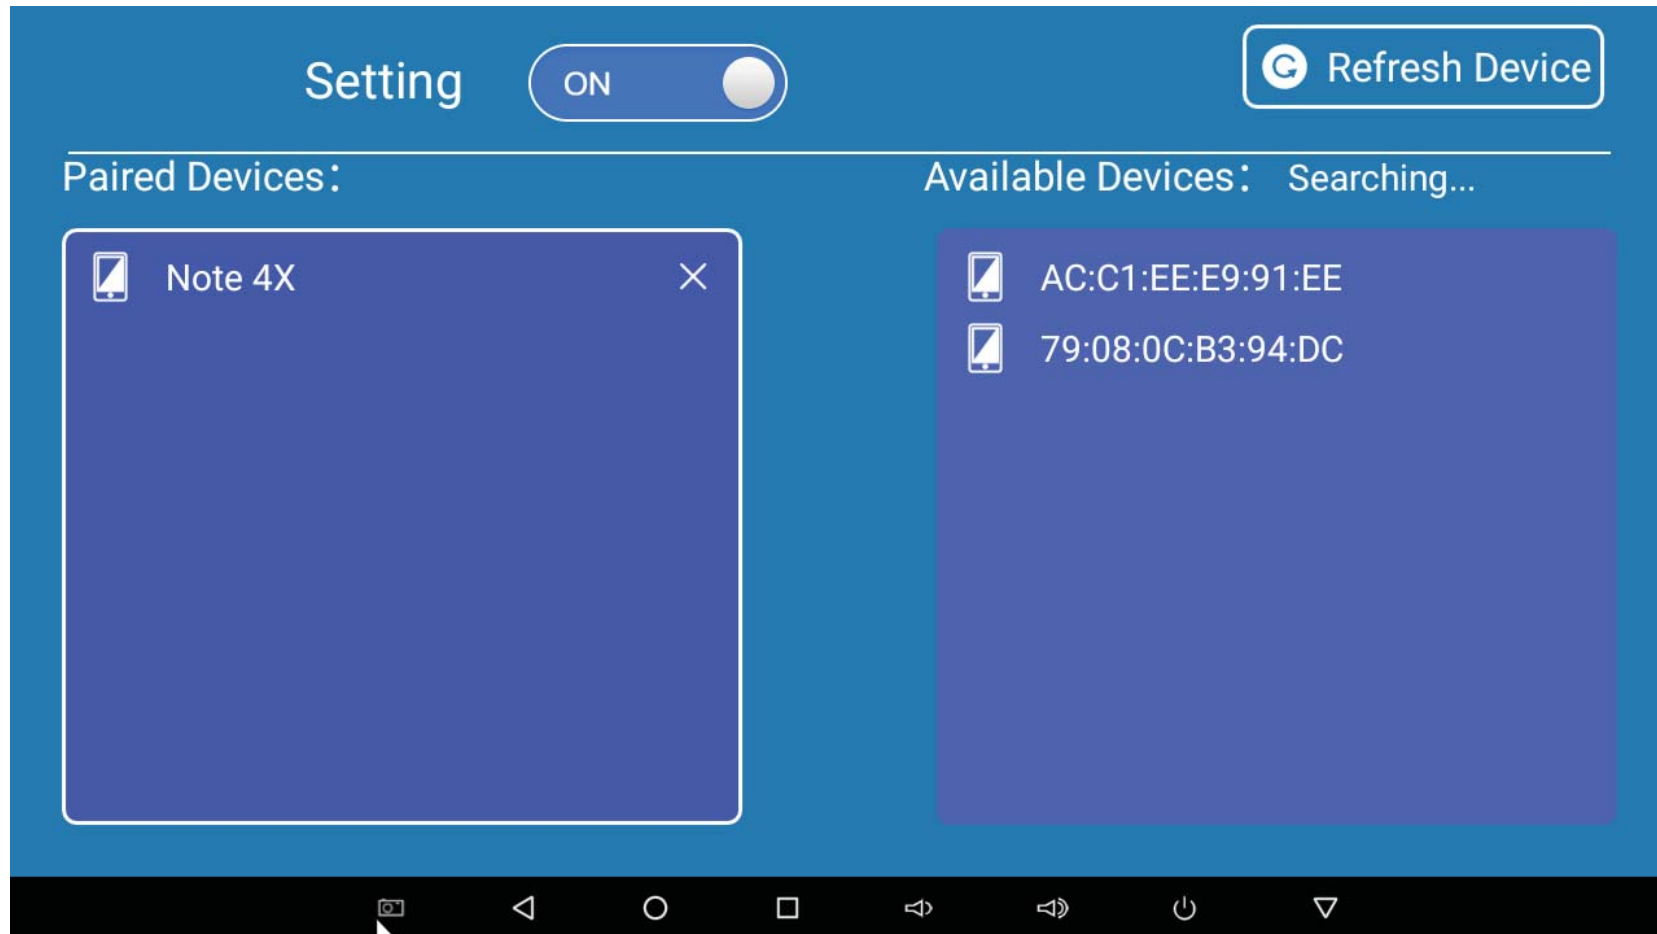 Setting ON
Refresh Device
Paired Devices：
Available Devices： Searching...
Note 4X
AC:C1:EE:E9:91:EE
79:08:0C:B3:94:DC